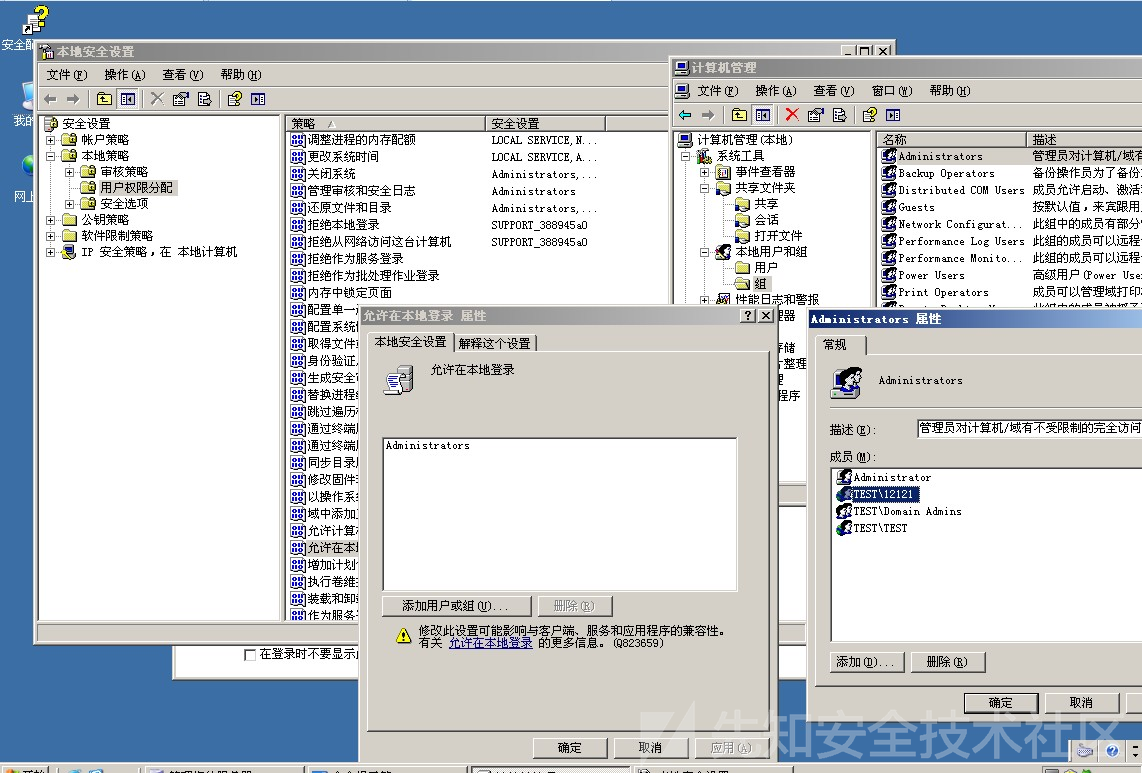 安全配
我的
网上
本地安全设置
文件(F) 操作(A) 查看(V) 帮助(H)
安全设置
帐户策略
本地策略
审核策略
用户权限分配
安全选项
公钥策略
软件限制策略
IP 安全策略，在 本地计算机
策略 安全设置
调整进程的内存配额 LOCAL SERVICE,N...
更改系统时间 LOCAL SERVICE,A...
关闭系统 Administrators,...
管理审核和安全日志 Administrators
还原文件和目录 Administrators,...
拒绝本地登录 SUPPORT_388945a0
拒绝从网络访问这台计算机 SUPPORT_388945a0
拒绝作为服务登录
拒绝作为批处理作业登录
内存中锁定页面
配置单一
配置系统
取得文件
身份验证
生成安全
替换进程
跳过遍历
通过终端
通过终端
同步目录
修改固件
以操作系
域中添加
允许计算
允许在本
增加计划
执行卷维
装载和卸
作为服务
在登录时不要显示
计算机管理
文件(F) 操作(A) 查看(V) 窗口(W) 帮助(H)
计算机管理(本地)
系统工具
事件查看器
共享文件夹
共享
会话
打开文件
本地用户和组
用户
组
性能日志和警报
理器
存储
片整理
理
程序
名称 描述
Administrators 管理员对计算机/域有
Backup Operators 备份操作员为了备份
Distributed COM Users 成员允许启动、激活
Guests 按默认值，来宾跟用
Network Configurat... 此组中的成员有部分
Performance Log Users 此组的成员可以远程
Performance Monito... 此组的成员可以远程
Power Users 高级用户(Power Use
Print Operators 成员可以管理域打印
允许在本地登录 属性
本地安全设置 解释这个设置
允许在本地登录
Administrators
添加用户或组(U)... 删除(R)
修改此设置可能影响与客户端、服务和应用程序的兼容性。
有关 允许在本地登录 的更多信息。(Q823659)
确定 取消 应用(A)
Administrators 属性
常规
Administrators
描述(E): 管理员对计算机/域有不受限制的完全访问
成员(M):
Administrator
TEST\12121
TEST\Domain Admins
TEST\TEST
添加(D)... 删除(R)
确定 取消
先知安全技术社区
开始